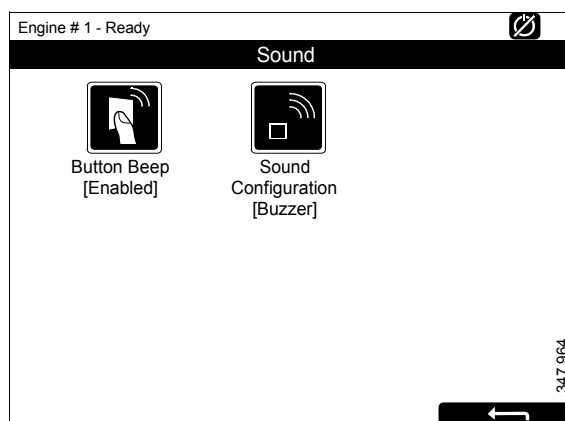 Engine # 1 - Ready
Sound
Button Beep
[Enabled]
Sound
Configuration
[Buzzer]
347 964